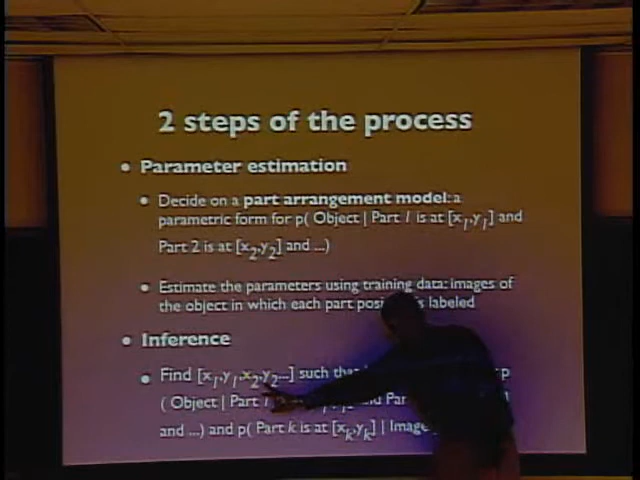 2 steps of the process
• Parameter estimation
• Decide on a part arrangement model: a
parametric form for p( Object | Part 1 is at [x1,y1] and
Part 2 is at [x2,y2] and ...)
• Estimate the parameters using training data: images of
the object in which each part labeled
• Inference
• Find [x1,y1,x2,y2...] such p
( Object | Part
and ...) and p( Part k is at [xk,yk] |